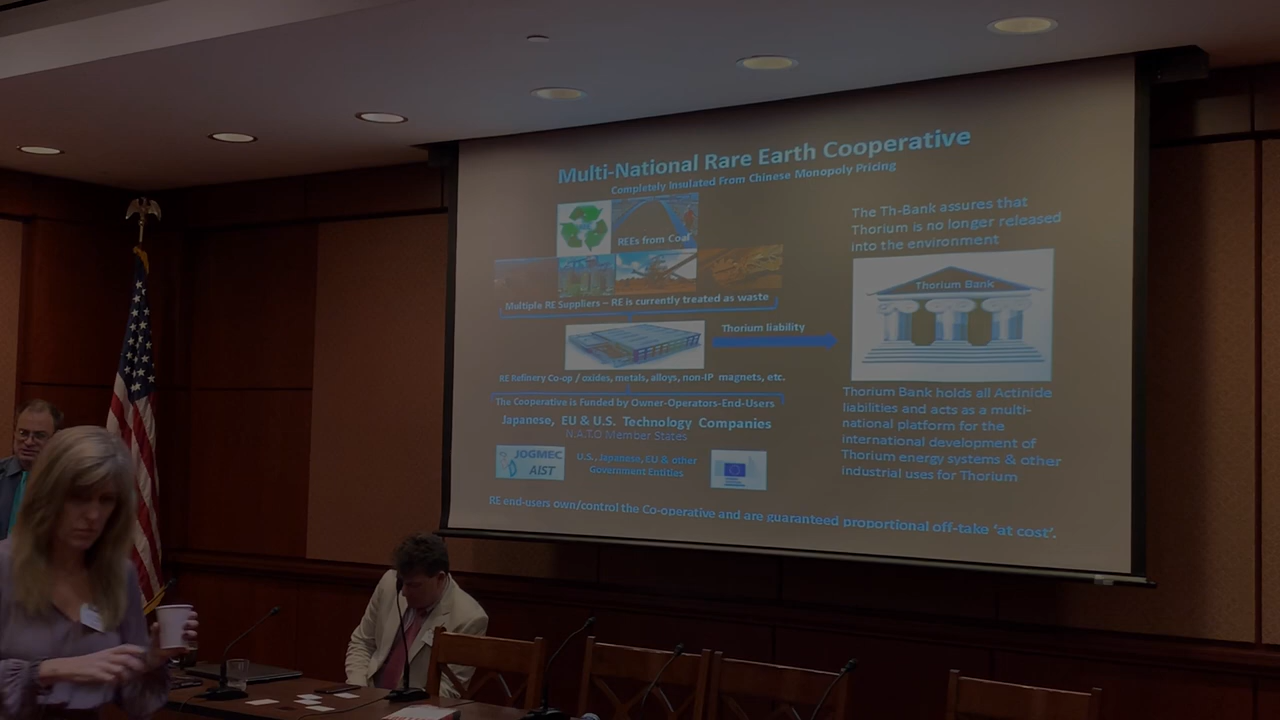 Multi-National Rare Earth Cooperative
Completely Insulated From Chinese Monopoly Pricing
REEs from Coal
Multiple RE Suppliers – RE is currently treated as waste
Thorium liability
RE Refinery Co-op / oxides, metals, alloys, non-IP magnets, etc.
The Cooperative is Funded by Owner-Operators-End-Users
Japanese, EU & U.S. Technology Companies
N.A.T.O Member States
JOGMEC
AIST
U.S., Japanese, EU & other
Government Entities
The Th-Bank assures that
Thorium is no longer released
into the environment
Thorium Bank
Thorium Bank holds all Actinide
liabilities and acts as a multi-
national platform for the
international development of
Thorium energy systems & other
industrial uses for Thorium
RE end-users own/control the Co-operative and are guaranteed proportional off-take ‘at cost’.